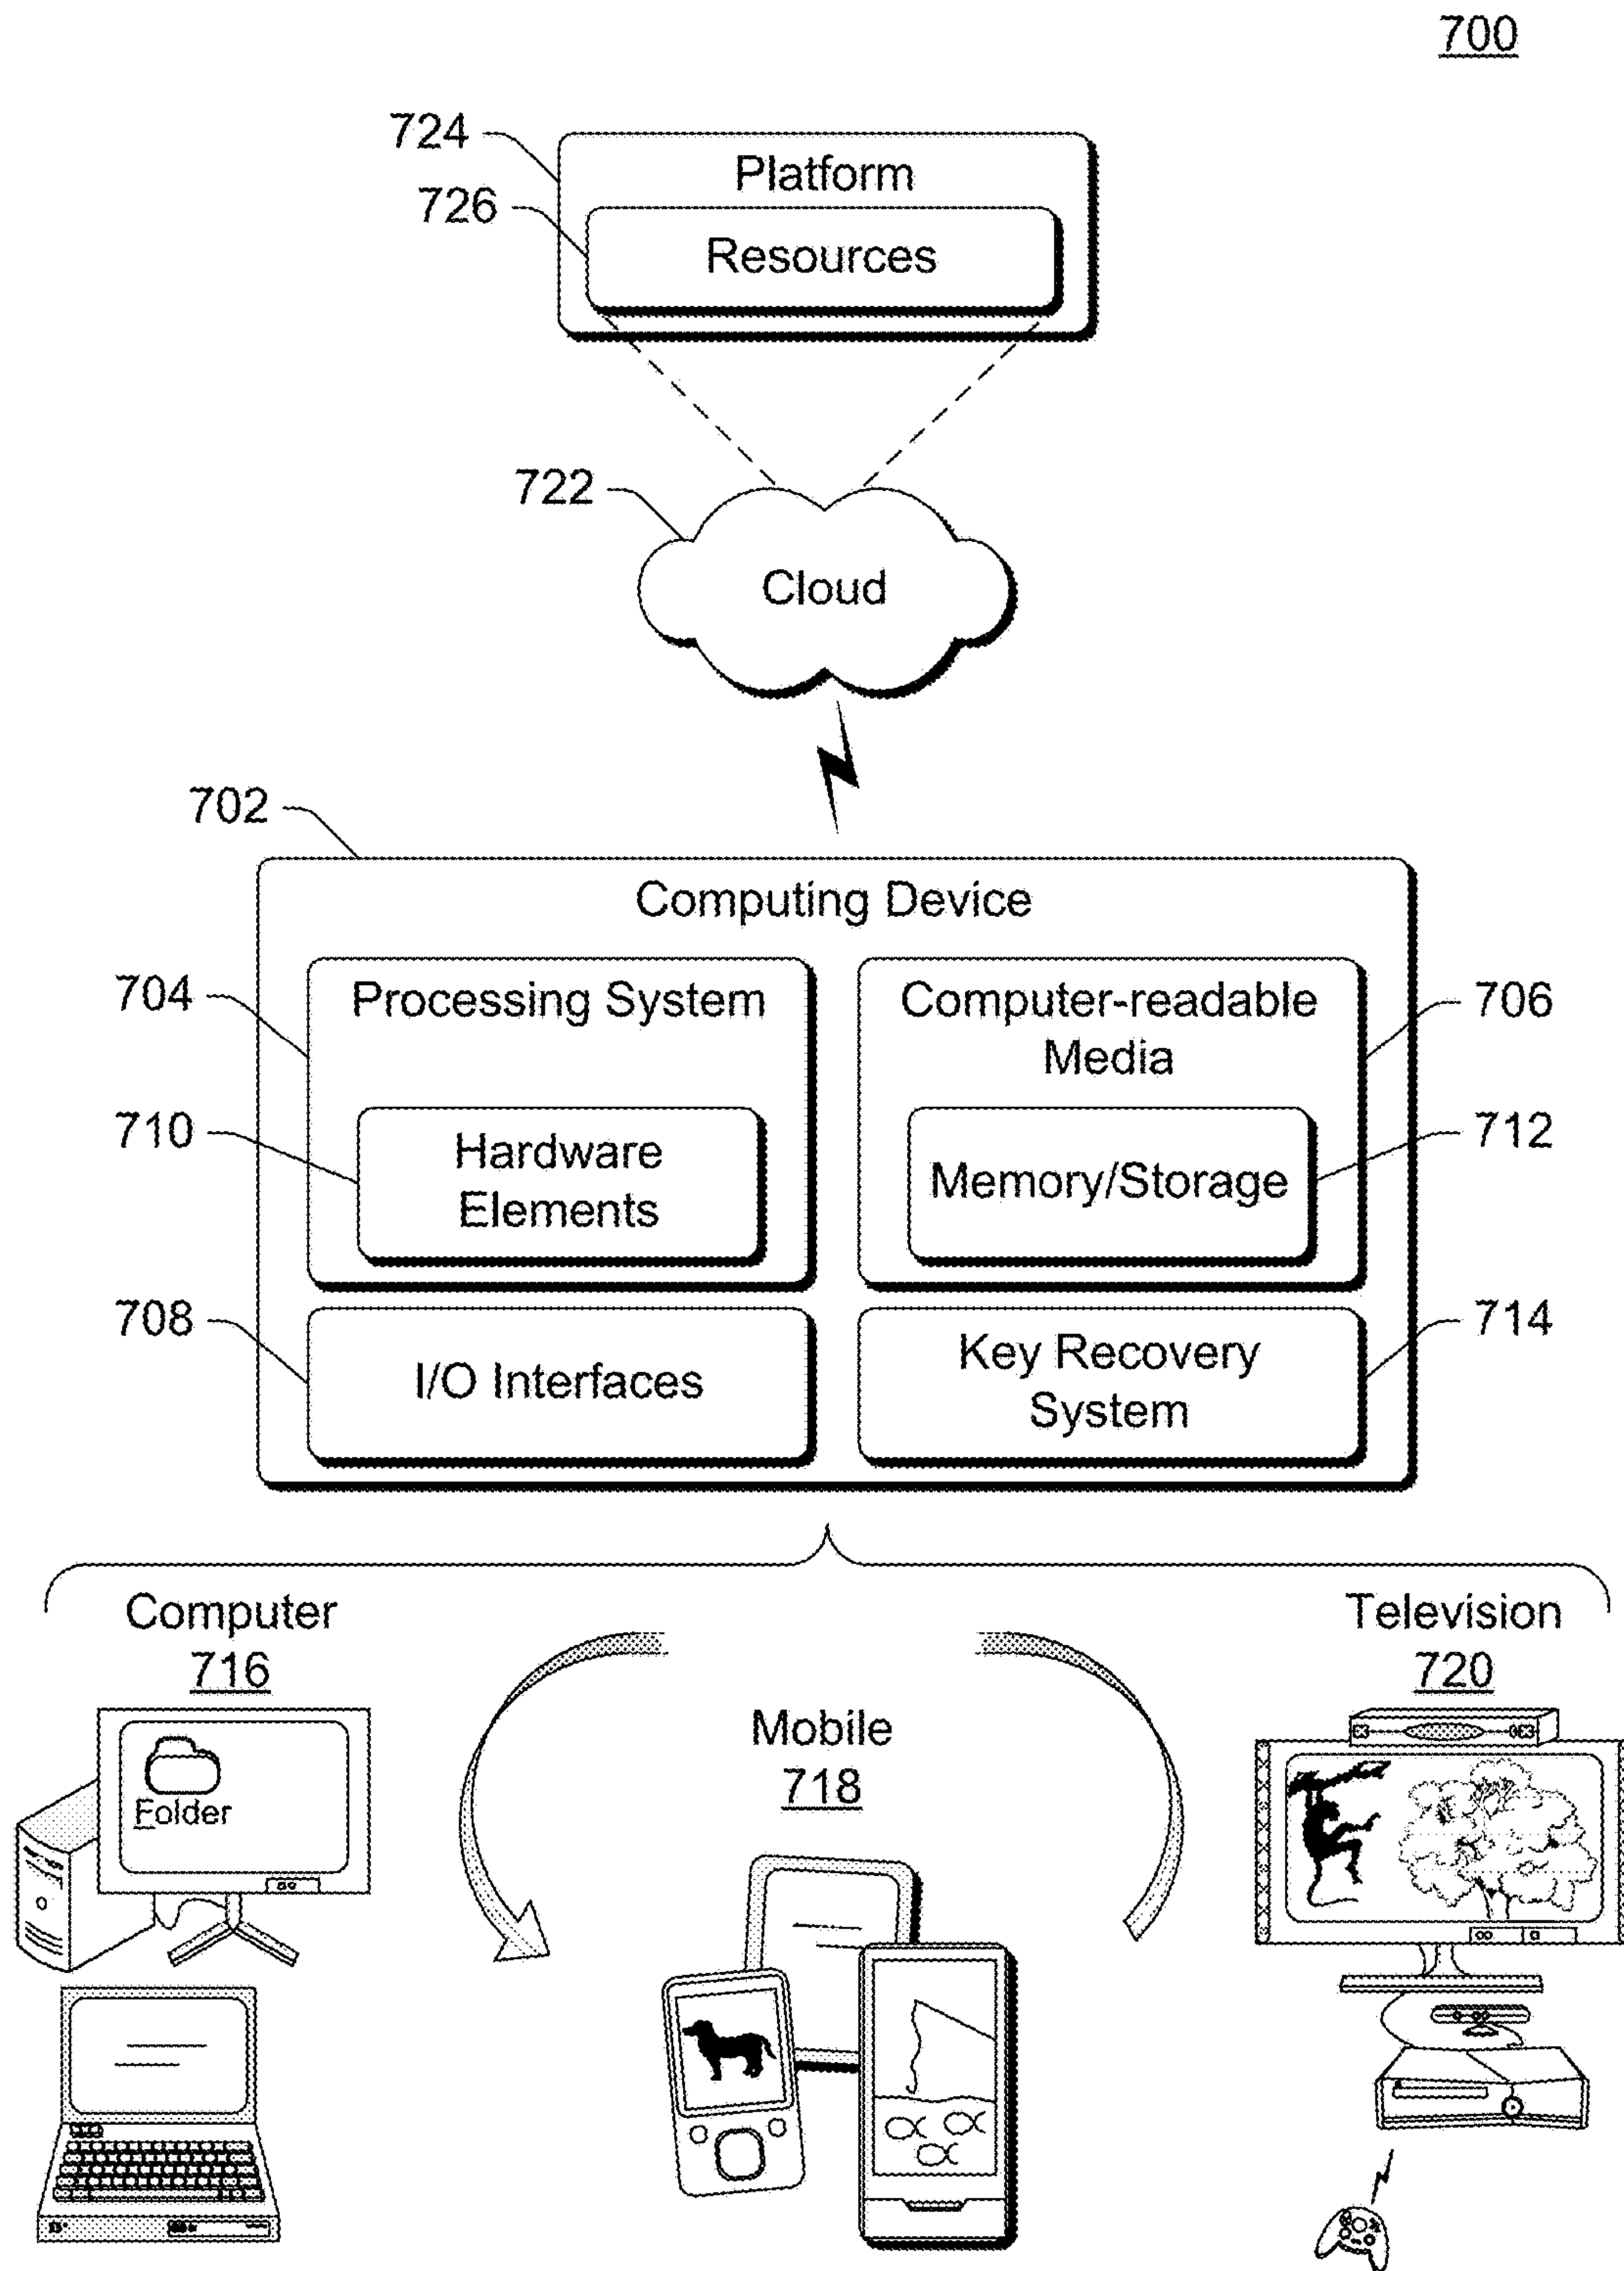 700
724
Platform
726
Resources
722
Cloud
702
Computing Device
704
Processing System
Computer-readable
Media
706
710
Hardware
Elements
Memory/Storage
712
708
I/O Interfaces
Key Recovery
System
714
Computer
716
Television
720
Mobile
718
Folder